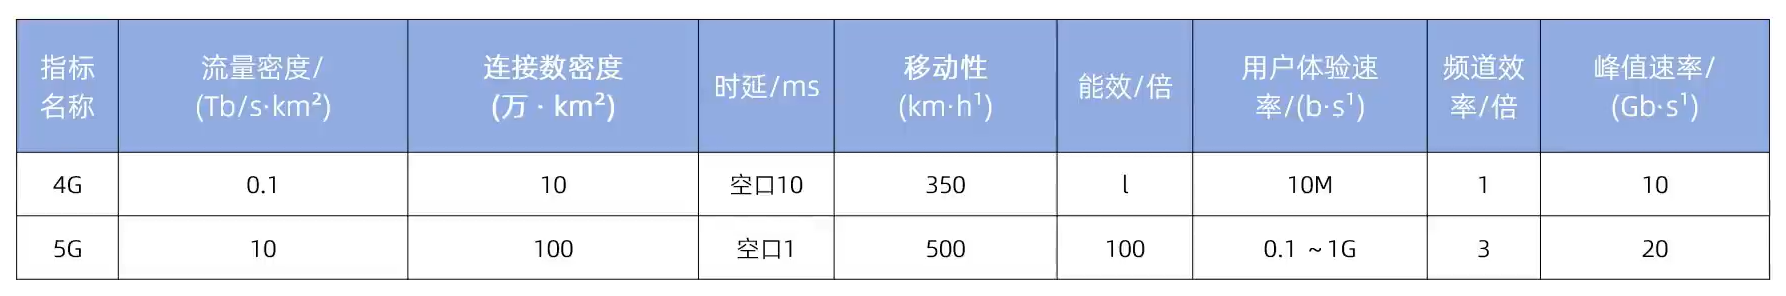 指标
名称
流量密度/
(Tb/s·km²)
连接数密度
(万 · km²)
时延/ms
移动性
(km·h¹)
能效/倍
用户体验速
率/(b·s¹)
频道效
率/倍
峰值速率/
(Gb·s¹)
4G 0.1 10 空口10 350 l 10M 1 10
5G 10 100 空口1 500 100 0.1 ~ 1G 3 20